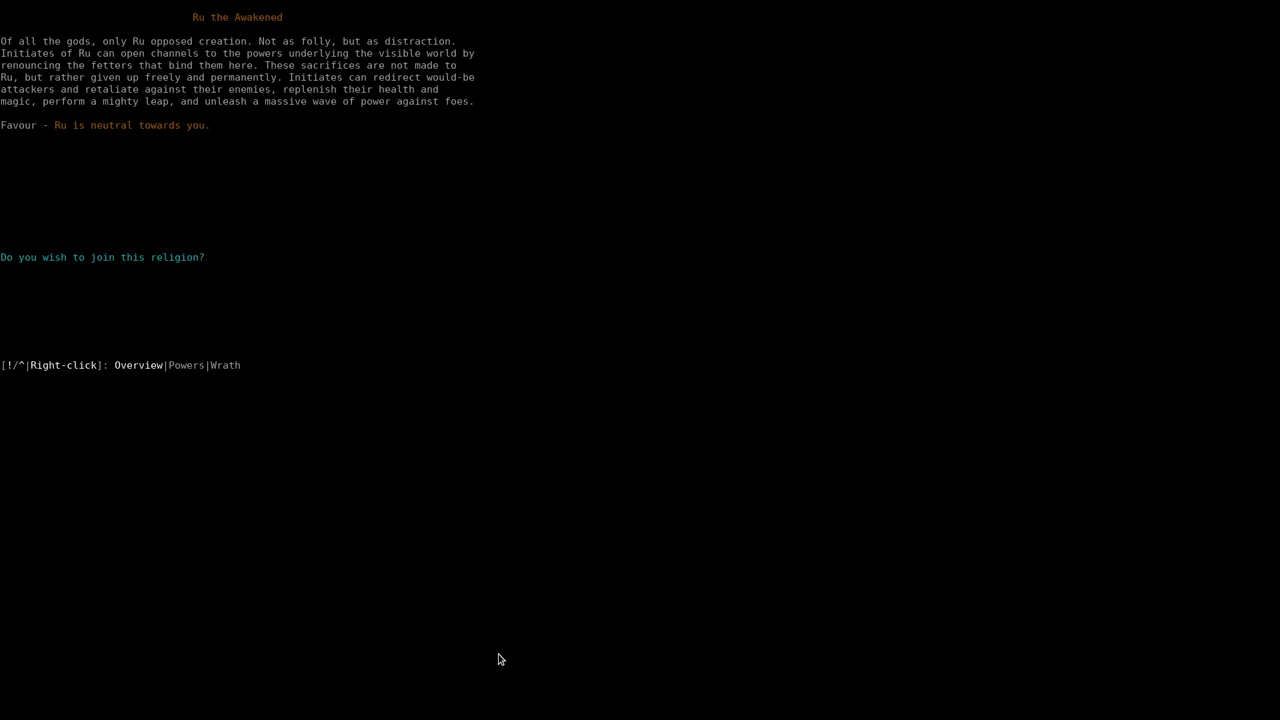 Ru the Awakened
Of all the gods, only Ru opposed creation. Not as folly, but as distraction.
Initiates of Ru can open channels to the powers underlying the visible world by
renouncing the fetters that bind them here. These sacrifices are not made to
Ru, but rather given up freely and permanently. Initiates can redirect would-be
attackers and retaliate against their enemies, replenish their health and
magic, perform a mighty leap, and unleash a massive wave of power against foes.
Favour - Ru is neutral towards you.
Do you wish to join this religion?
[!/^|Right-click]: Overview|Powers|Wrath